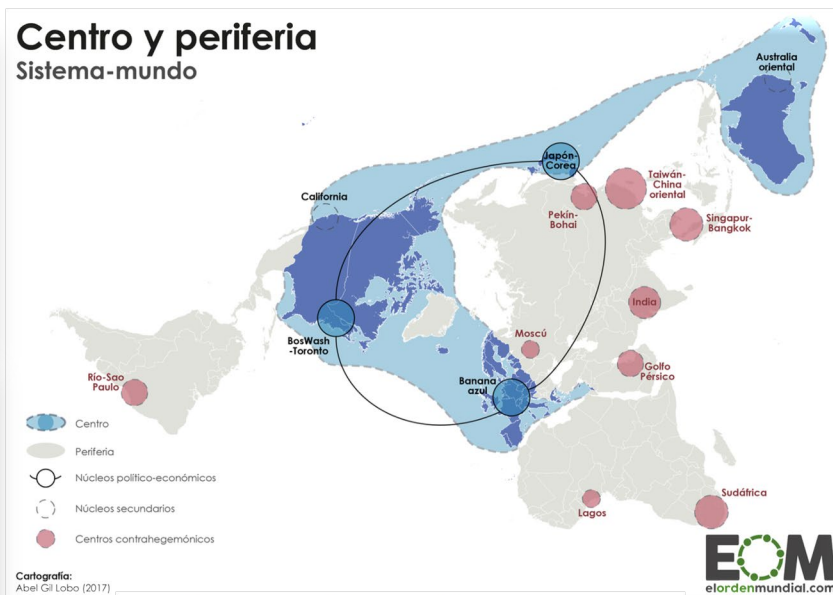 Centro y periferia
Sistema-mundo
Australia
oriental
Japón-
Corea
Taiwán-
China
oriental
California
Pekín-
Bohai
Singapur-
Bangkok
India
BosWash
-Toronto
Moscú
Golfo
Pérsico
Banana
azul
Río-Sao
Paulo
Centro
Periferia
Núcleos político-económicos
Núcleos secundarios
Centros contrahegemónicos
Sudáfrica
Lagos
Cartografía:
Abel Gil Lobo (2017)
EOM
elordenmundial.com